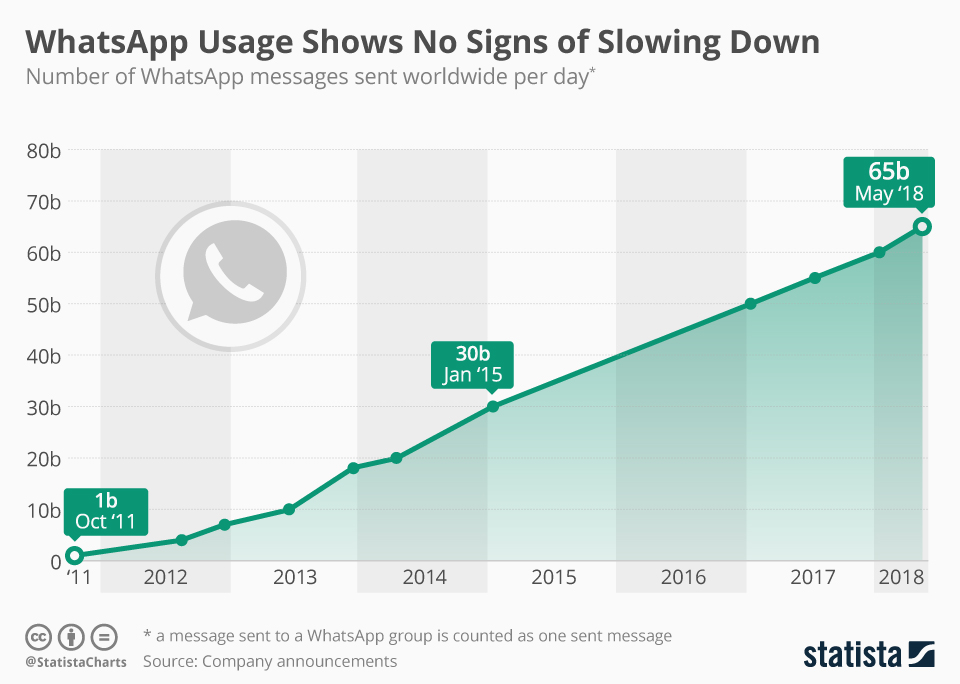 WhatsApp Usage Shows No Signs of Slowing Down
Number of WhatsApp messages sent worldwide per day*
80b
70b
60b
50b
40b
30b
20b
10b
0
65b
May ‘18
30b
Jan ‘15
1b
Oct ‘11
‘11 2012 2013 2014 2015 2016 2017 2018
cc
@StatistaCharts
* a message sent to a WhatsApp group is counted as one sent message
Source: Company announcements
statista